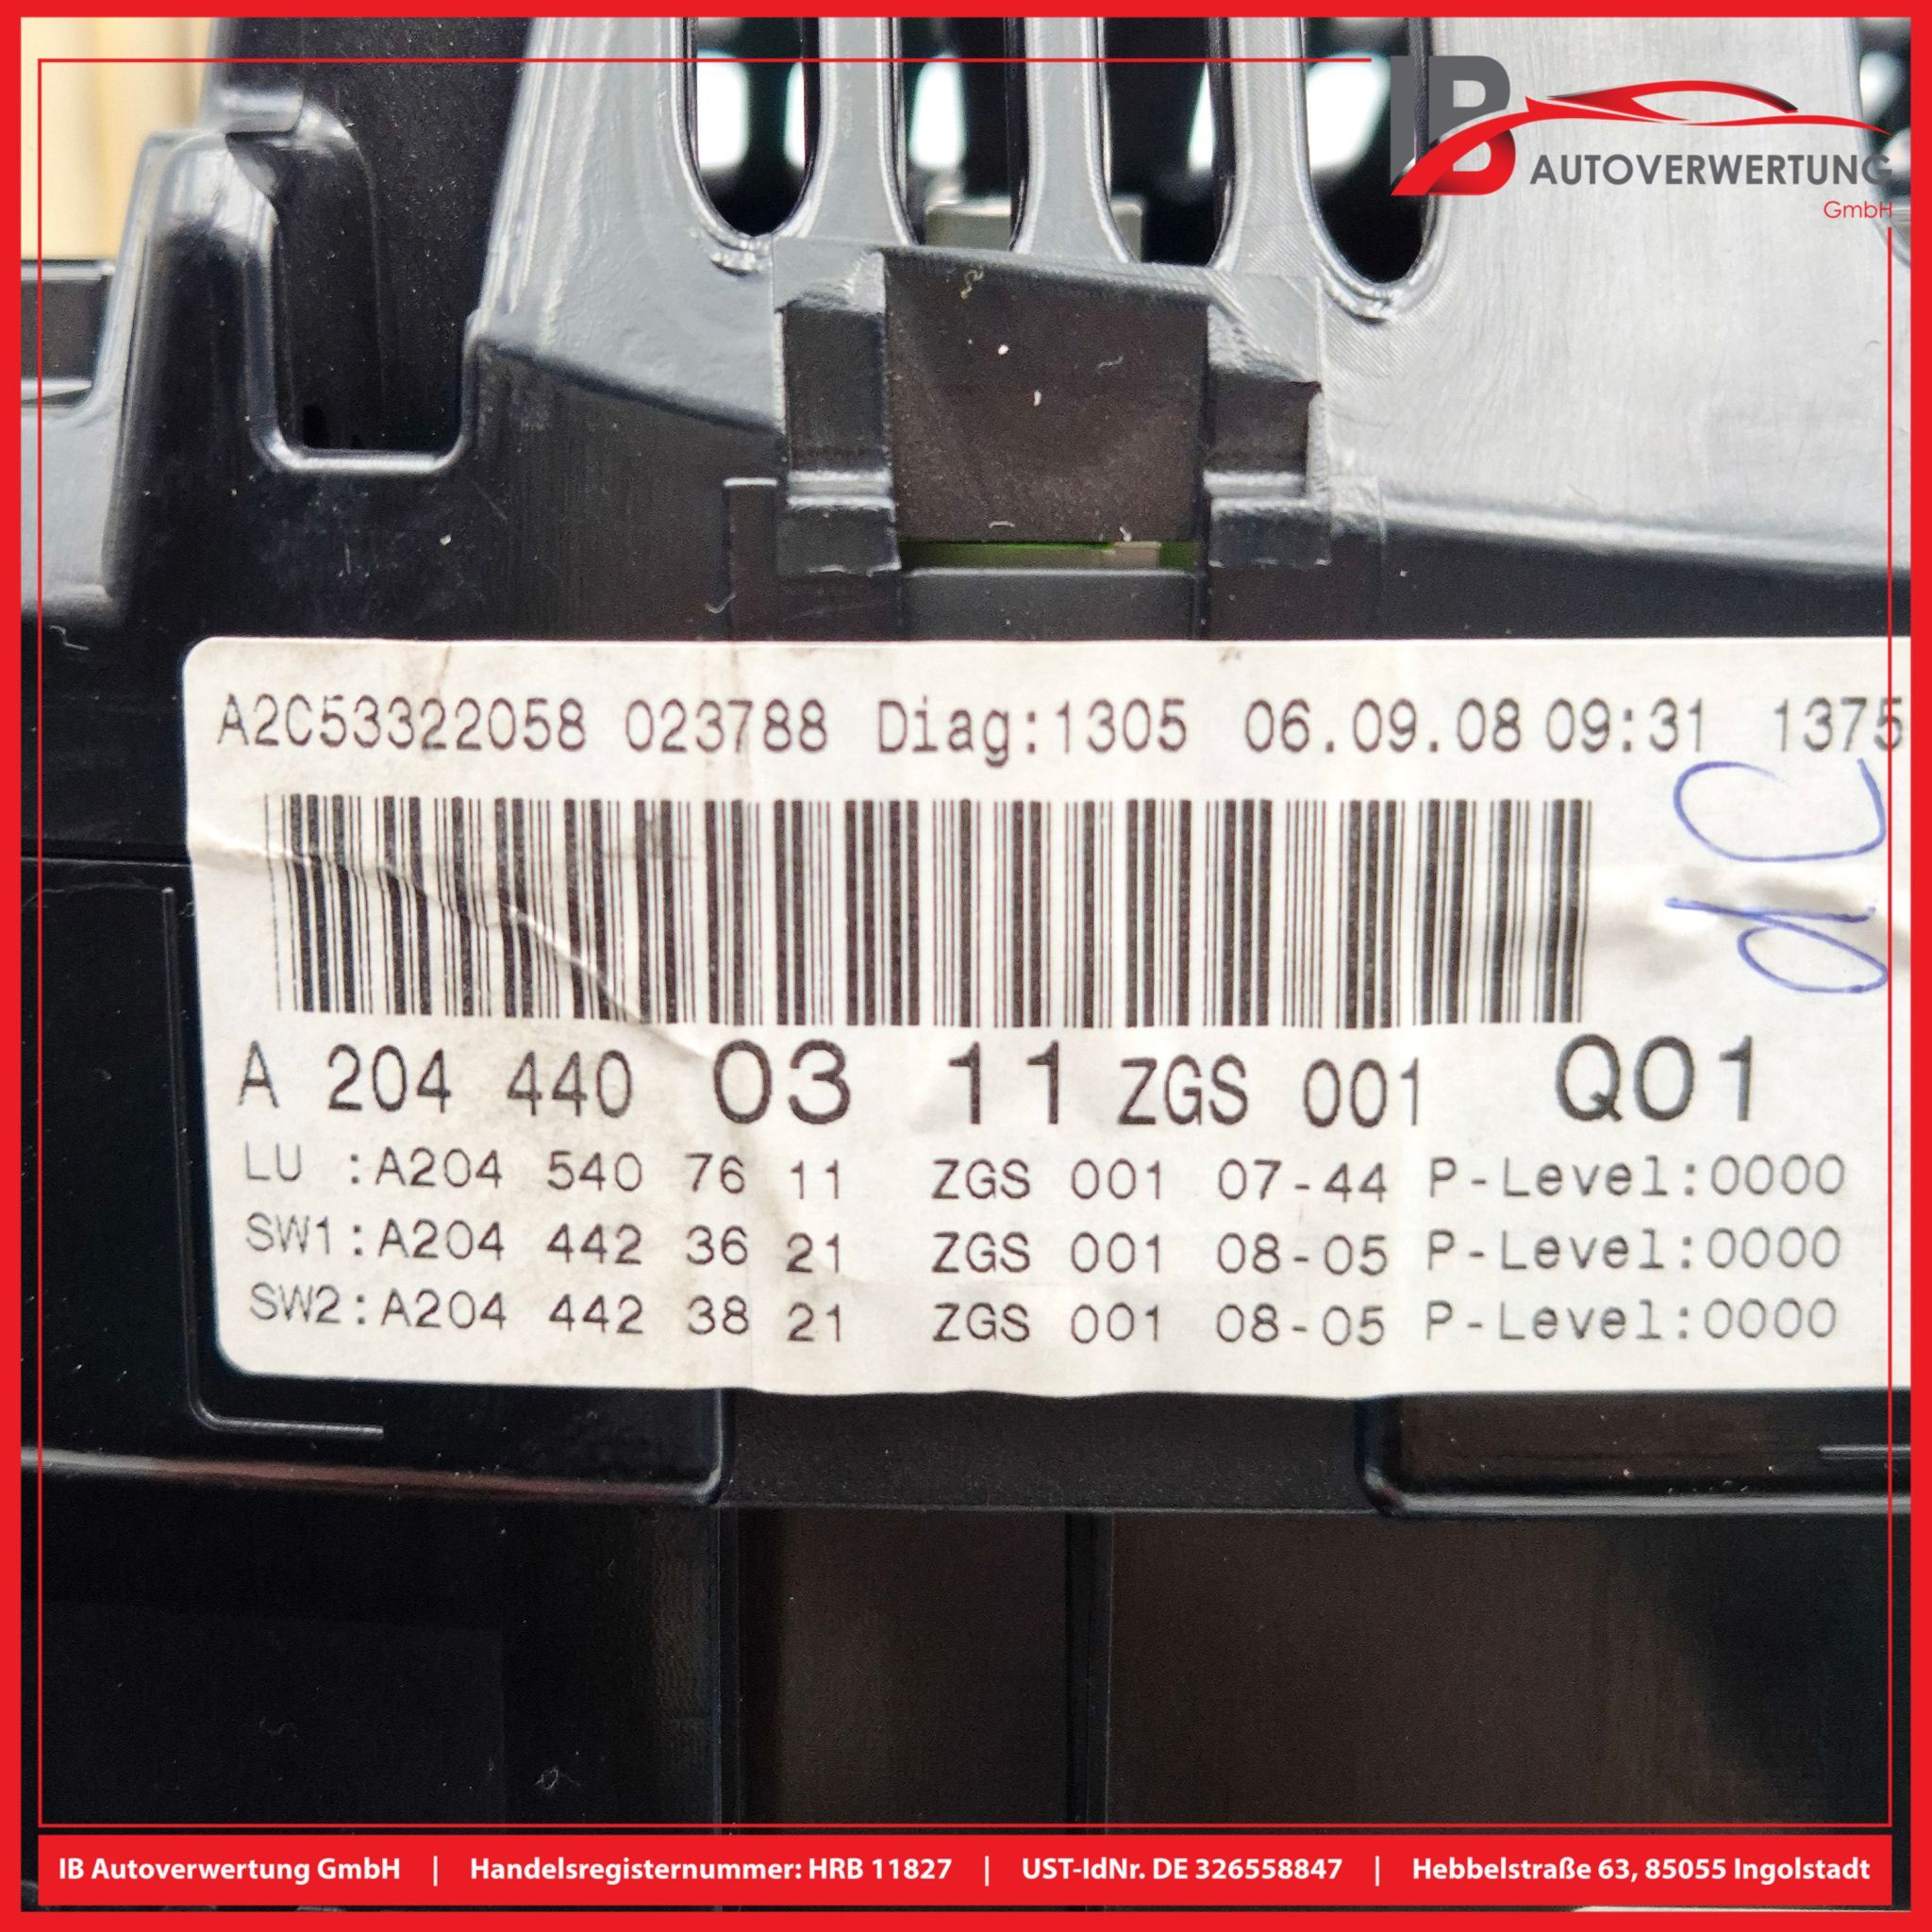 IB
AUTOVERWERTUNG
GmbH
A2C53322058 023788 Diag:1305 06.09.08 09:31 1375
A 204 440 03 11 ZGS 001 Q01
LU :A204 540 76 11 ZGS 001 07-44 P-Level:0000
SW1:A204 442 36 21 ZGS 001 08-05 P-Level:0000
SW2:A204 442 38 21 ZGS 001 08-05 P-Level:0000
IB Autoverwertung GmbH | Handelsregisternummer: HRB 11827 | UST-IdNr. DE 326558847 | Hebbelstraße 63, 85055 Ingolstadt